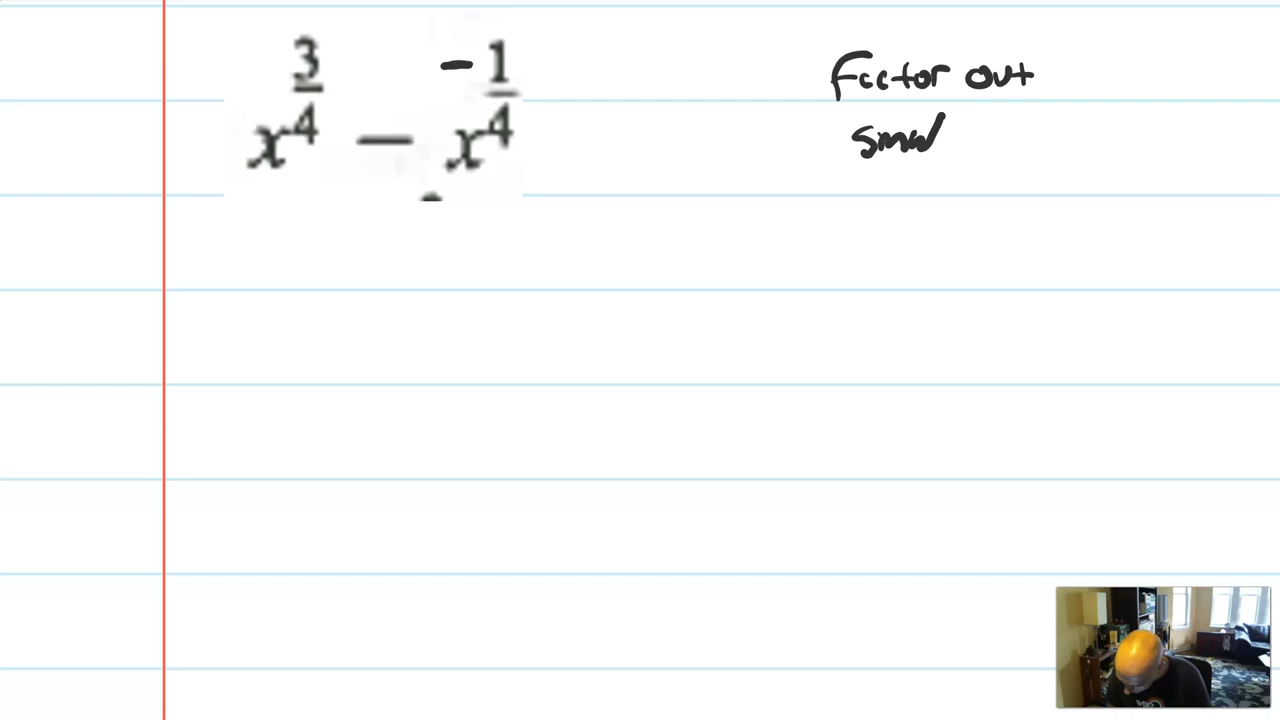 x^{3/4} - x^{-1/4}
Factor out
smal